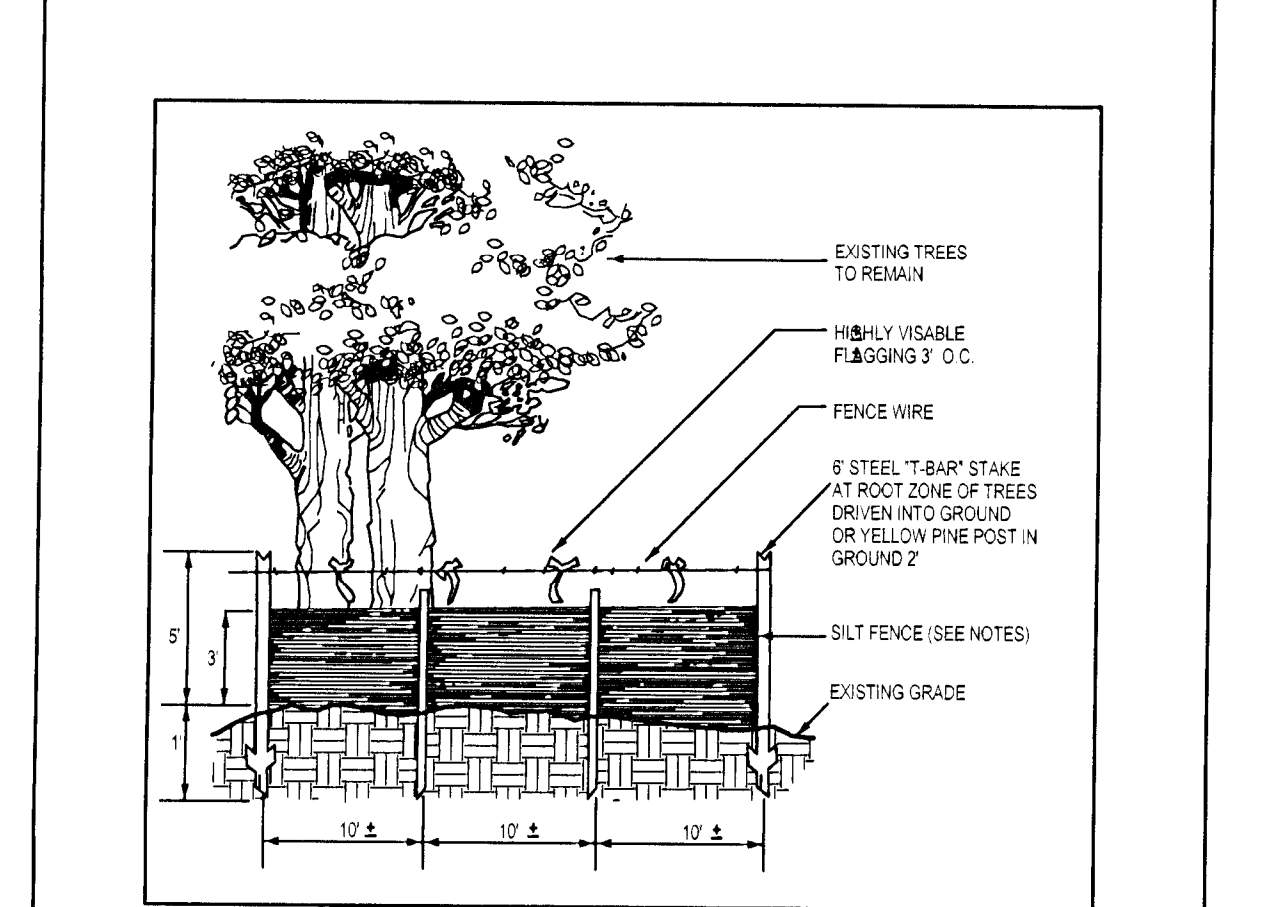 EXISTING TREES
TO REMAIN
HIGHLY VISABLE
FLAGGING 3' O.C.
FENCE WIRE
6' STEEL "T-BAR" STAKE
AT ROOT ZONE OF TREES
DRIVEN INTO GROUND
OR YELLOW PINE POST IN
GROUND 2'
5'
3'
SILT FENCE (SEE NOTES)
EXISTING GRADE
1'
10' ± 10' ± 10' ±